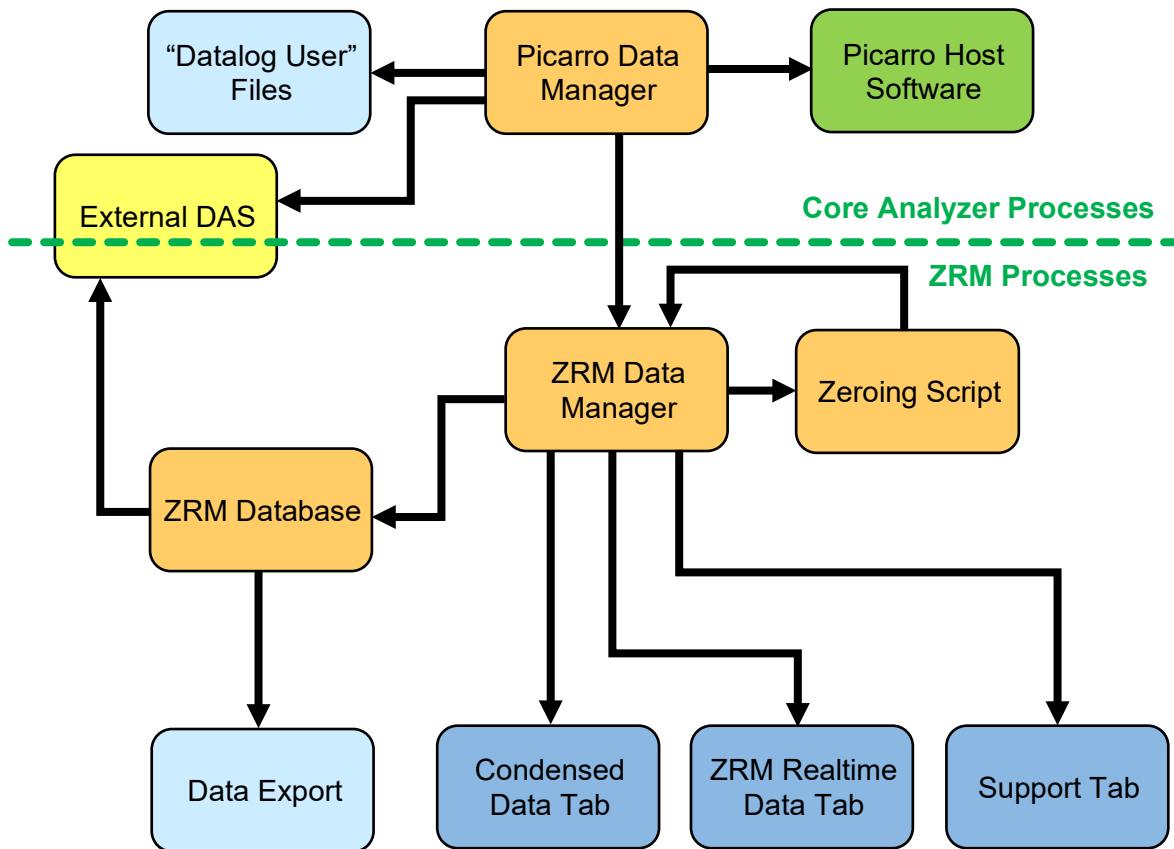 “Datalog User”
Files
Picarro Data
Manager
Picarro Host
Software
External DAS
Core Analyzer Processes
ZRM Processes
ZRM Data
Manager
Zeroing Script
ZRM Database
Data Export
Condensed
Data Tab
ZRM Realtime
Data Tab
Support Tab